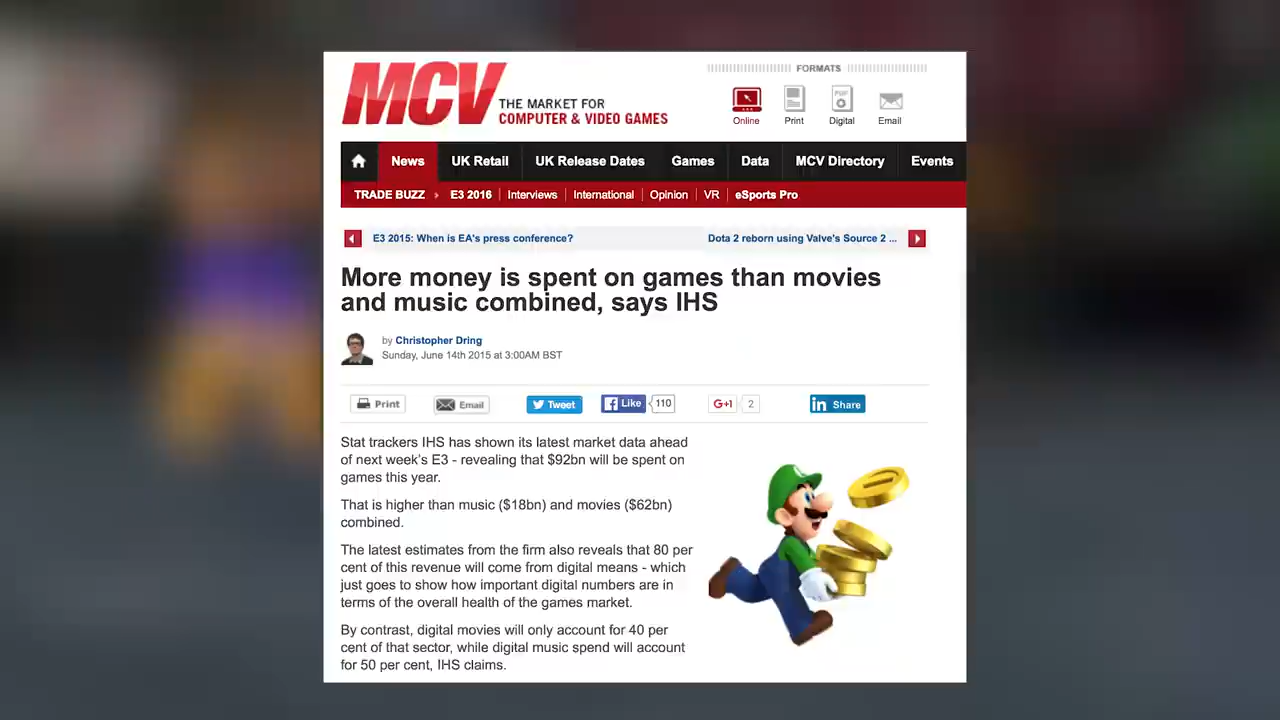 MCV
THE MARKET FOR
COMPUTER & VIDEO GAMES
FORMATS
Online
Print
PDF
Digital
Email
News
UK Retail
UK Release Dates
Games
Data
MCV Directory
Events
TRADE BUZZ
E3 2016
Interviews
International
Opinion
VR
eSports Pro
E3 2015: When is EA's press conference?
Dota 2 reborn using Valve's Source 2 ...
More money is spent on games than movies
and music combined, says IHS
by Christopher Dring
Sunday, June 14th 2015 at 3:00AM BST
Print
Email
Tweet
Like
110
G+1
2
in Share
Stat trackers IHS has shown its latest market data ahead
of next week's E3 - revealing that $92bn will be spent on
games this year.
That is higher than music ($18bn) and movies ($62bn)
combined.
The latest estimates from the firm also reveals that 80 per
cent of this revenue will come from digital means - which
just goes to show how important digital numbers are in
terms of the overall health of the games market.
By contrast, digital movies will only account for 40 per
cent of that sector, while digital music spend will account
for 50 per cent, IHS claims.